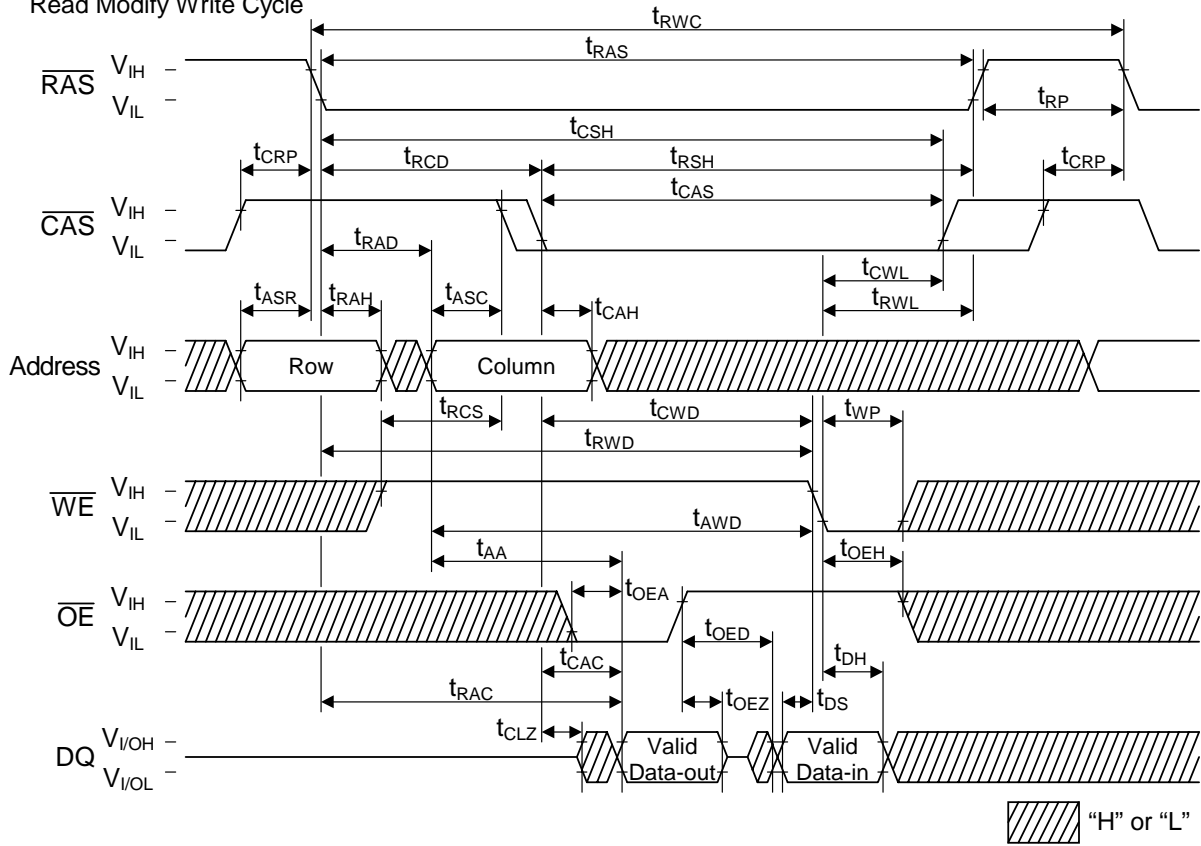 Read Modify Write Cycle
tRWC
tRAS
RAS VIH
VIL
tRP
tCSH
tCRP tRCD tRSH tCRP
tCAS
CAS VIH
VIL
tRAD
tCWL
tASR tRAH tASC tCAH tRWL
Address VIH
VIL
Row Column
tRCS tCWD tWP
tRWD
WE VIH
VIL
tAWD
tAA tOEH
tOEA
OE VIH
VIL
tOED
tCAC tDH
tRAC tOEZ tDS
tCLZ
DQ VI/OH
VI/OL
Valid Data-out
Valid Data-in
“H” or “L”